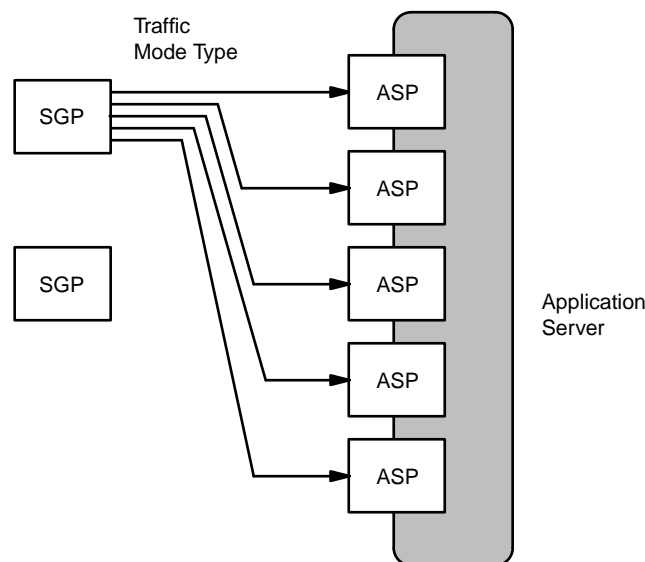 Traffic
Mode Type
SGP
ASP
ASP
SGP
ASP
Application
Server
ASP
ASP